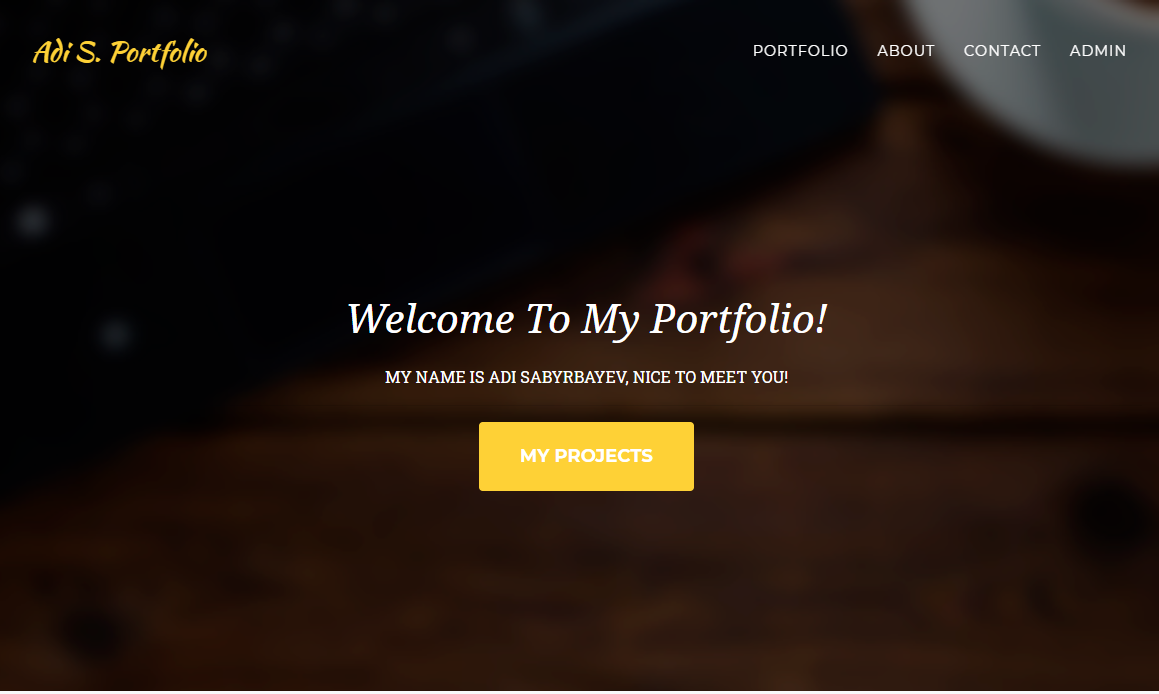 Adi S. Portfolio
PORTFOLIO ABOUT CONTACT ADMIN
Welcome To My Portfolio!
MY NAME IS ADI SABYRBAYEV, NICE TO MEET YOU!
MY PROJECTS